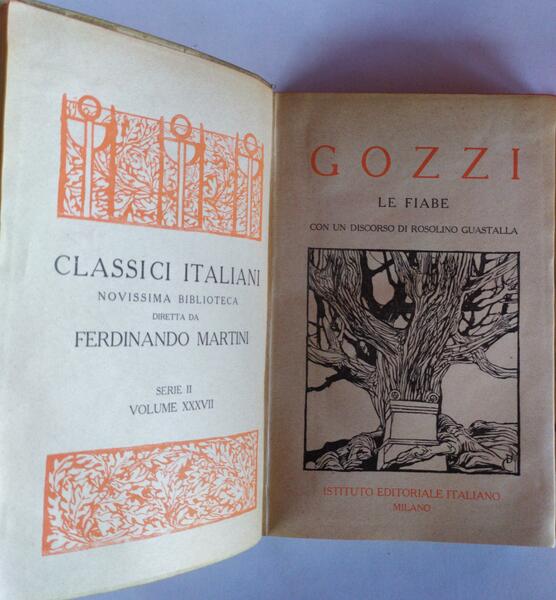 CLASSICI ITALIANI
NOVISSIMA BIBLIOTECA
DIRETTA DA
FERDINANDO MARTINI
SERIE II
VOLUME XXXVII
GOZZI
LE FIABE
CON UN DISCORSO DI ROSOLINO GUASTALLA
ISTITUTO EDITORIALE ITALIANO
MILANO